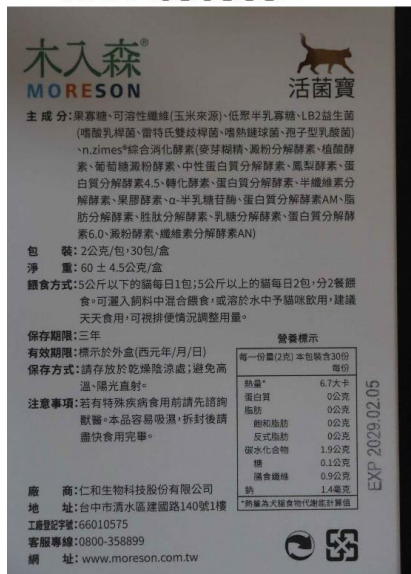 木入森®
MORESON
活菌寶
主 成 分:果寡糖、可溶性纖維(玉米來源)、低聚半乳寡糖、LB2益生菌
(嗜酸乳桿菌、雷特氏雙歧桿菌、嗜熱鏈球菌、孢子型乳酸菌)
、n.zimes®綜合消化酵素(麥芽糊精、澱粉分解酵素、植酸酵
素、葡萄糖澱粉酵素、中性蛋白質分解酵素、鳳梨酵素、蛋
白質分解酵素4.5、轉化酵素、蛋白質分解酵素、半纖維素分
解酵素、果膠酵素、α-半乳糖苷酶、蛋白質分解酵素AM、脂
肪分解酵素、胜肽分解酵素、乳糖分解酵素、蛋白質分解酵
素6.0、澱粉酵素、纖維素分解酵素AN)
包 裝:2公克/包,30包/盒
淨 重:60 ± 4.5公克/盒
餵食方式:5公斤以下的貓每日1包;5公斤以上的貓每日2包,分2餐餵
食。可灑入飼料中混合餵食,或溶於水中予貓咪飲用,建議
天天食用,可視排便情況調整用量。
保存期限:三年
有效期限:標示於外盒(西元年/月/日)
保存方式:請存放於乾燥陰涼處;避免高
溫、陽光直射。
注意事項:若有特殊疾病食用前請先諮詢
獸醫。本品容易吸濕,拆封後請
盡快食用完畢。
營養標示
每一份量(2克) 本包裝含30份
每份
熱量* 6.7大卡
蛋白質 0公克
脂肪 0公克
飽和脂肪 0公克
反式脂肪 0公克
碳水化合物 1.9公克
糖 0.1公克
膳食纖維 0.9公克
鈉 1.4毫克
*熱量為犬貓食物代謝能計算值
EXP 2029.02.05
廠 商:仁和生物科技股份有限公司
地 址:台中市清水區建國路140號1樓
工廠登記字號:66010575
客服專線:0800-358899
網 址:www.moreson.com.tw